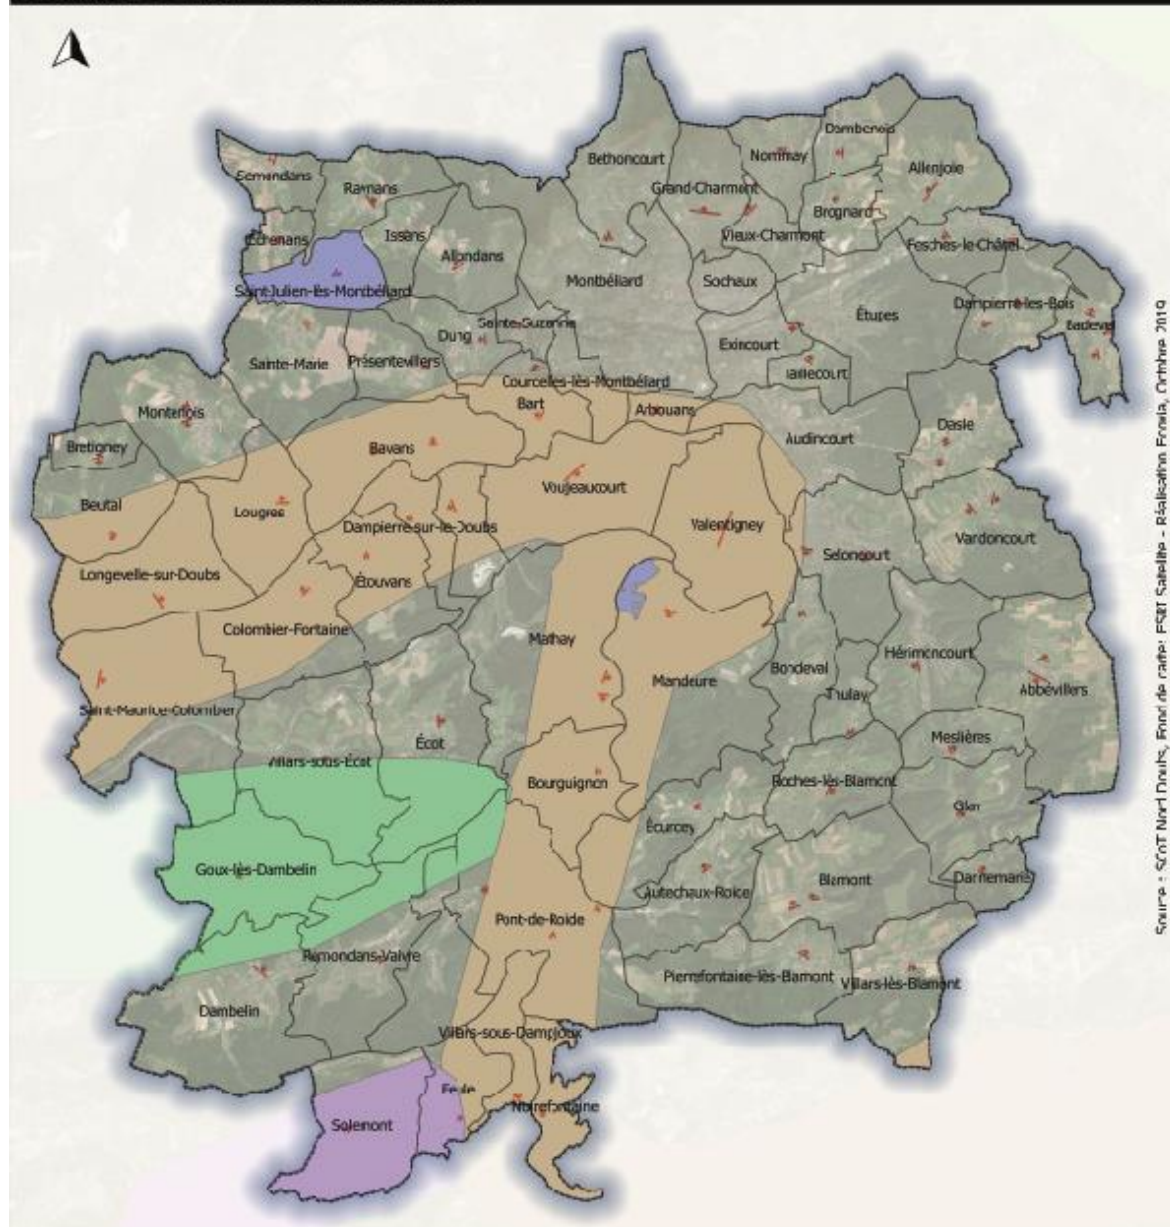 Dambenois
Bethoncourt
Nommay
Allenjoie
Semondans
Raynans
Grand-Charmont
Brognard
Échenans
Issans
Vieux-Charmont
Fesches-le-Châtel
Allondans
Saint-Julien-lès-Montbéliard
Montbéliard
Sochaux
Dampierre-les-Bois
Étupes
Badevel
Sainte-Suzanne
Dung
Exincourt
Sainte-Marie
Présentevillers
Taillecourt
Courcelles-lès-Montbéliard
Bart
Arbouans
Montenois
Dasle
Audincourt
Bretigney
Bavans
Voujeaucourt
Beutal
Lougres
Dampierre-sur-le-Doubs
Valentigney
Vardoncourt
Seloncourt
Longevelle-sur-Doubs
Étouvans
Colombier-Fontaine
Mathay
Hérimoncourt
Bondeval
Mandeure
Abbévillers
Thulay
Saint-Maurice-Colombier
Écot
Meslières
Villars-sous-Écot
Bourguignon
Roches-lès-Blamont
Glay
Écurcey
Goux-lès-Dambelin
Blamont
Dannemarie
Autechaux-Roide
Pont-de-Roide
Remondans-Vaivre
Pierrefontaine-lès-Blamont
Villars-lès-Blamont
Dambelin
Villars-sous-Dampjoux
Feule
Noirefontaine
Solemont
Source : SCoT Nord Doubs, Fond de carte: ESRI Satellite - Réalisation Ecovia, Octobre 2019